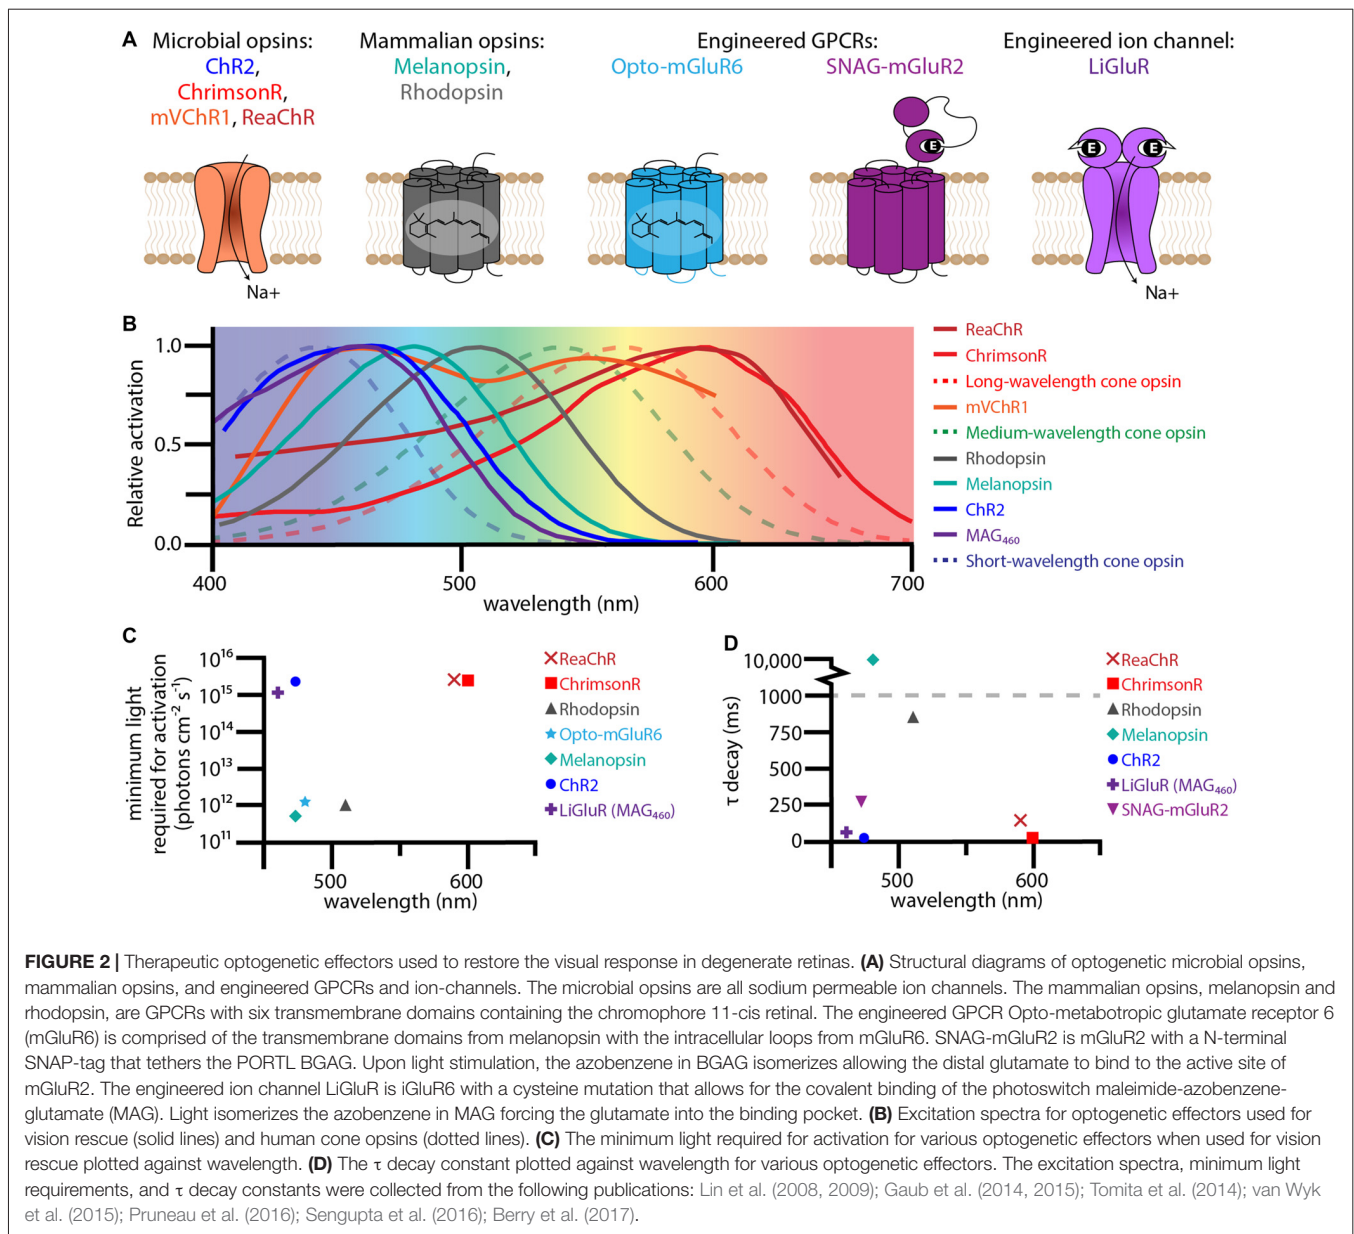 A
Microbial opsins:
ChR2,
ChrimsonR,
mVChR1, ReaChR
Mammalian opsins:
Melanopsin,
Rhodopsin
Engineered GPCRs:
Opto-mGluR6
SNAG-mGluR2
Engineered ion channel:
LiGluR
E
E
E
Na+
Na+
B
Relative activation
1.0
0.5
0.0
400
500
600
700
wavelength (nm)
ReaChR
ChrimsonR
Long-wavelength cone opsin
mVChR1
Medium-wavelength cone opsin
Rhodopsin
Melanopsin
ChR2
MAG₄₆₀
Short-wavelength cone opsin
C
minimum light
required for activation
(photons cm⁻² s⁻¹)
10¹⁶
10¹⁵
10¹⁴
10¹³
10¹²
10¹¹
500
600
wavelength (nm)
ReaChR
ChrimsonR
Rhodopsin
Opto-mGluR6
Melanopsin
ChR2
LiGluR (MAG₄₆₀)
D
τ decay (ms)
10,000
1000
750
500
250
0
500
600
wavelength (nm)
ReaChR
ChrimsonR
Rhodopsin
Melanopsin
ChR2
LiGluR (MAG₄₆₀)
SNAG-mGluR2
FIGURE 2 | Therapeutic optogenetic effectors used to restore the visual response in degenerate retinas. (A) Structural diagrams of optogenetic microbial opsins,
mammalian opsins, and engineered GPCRs and ion-channels. The microbial opsins are all sodium permeable ion channels. The mammalian opsins, melanopsin and
rhodopsin, are GPCRs with six transmembrane domains containing the chromophore 11-cis retinal. The engineered GPCR Opto-metabotropic glutamate receptor 6
(mGluR6) is comprised of the transmembrane domains from melanopsin with the intracellular loops from mGluR6. SNAG-mGluR2 is mGluR2 with a N-terminal
SNAP-tag that tethers the PORTL BGAG. Upon light stimulation, the azobenzene in BGAG isomerizes allowing the distal glutamate to bind to the active site of
mGluR2. The engineered ion channel LiGluR is iGluR6 with a cysteine mutation that allows for the covalent binding of the photoswitch maleimide-azobenzene-
glutamate (MAG). Light isomerizes the azobenzene in MAG forcing the glutamate into the binding pocket. (B) Excitation spectra for optogenetic effectors used for
vision rescue (solid lines) and human cone opsins (dotted lines). (C) The minimum light required for activation for various optogenetic effectors when used for vision
rescue plotted against wavelength. (D) The τ decay constant plotted against wavelength for various optogenetic effectors. The excitation spectra, minimum light
requirements, and τ decay constants were collected from the following publications: Lin et al. (2008, 2009); Gaub et al. (2014, 2015); Tomita et al. (2014); van Wyk
et al. (2015); Pruneau et al. (2016); Sengupta et al. (2016); Berry et al. (2017).